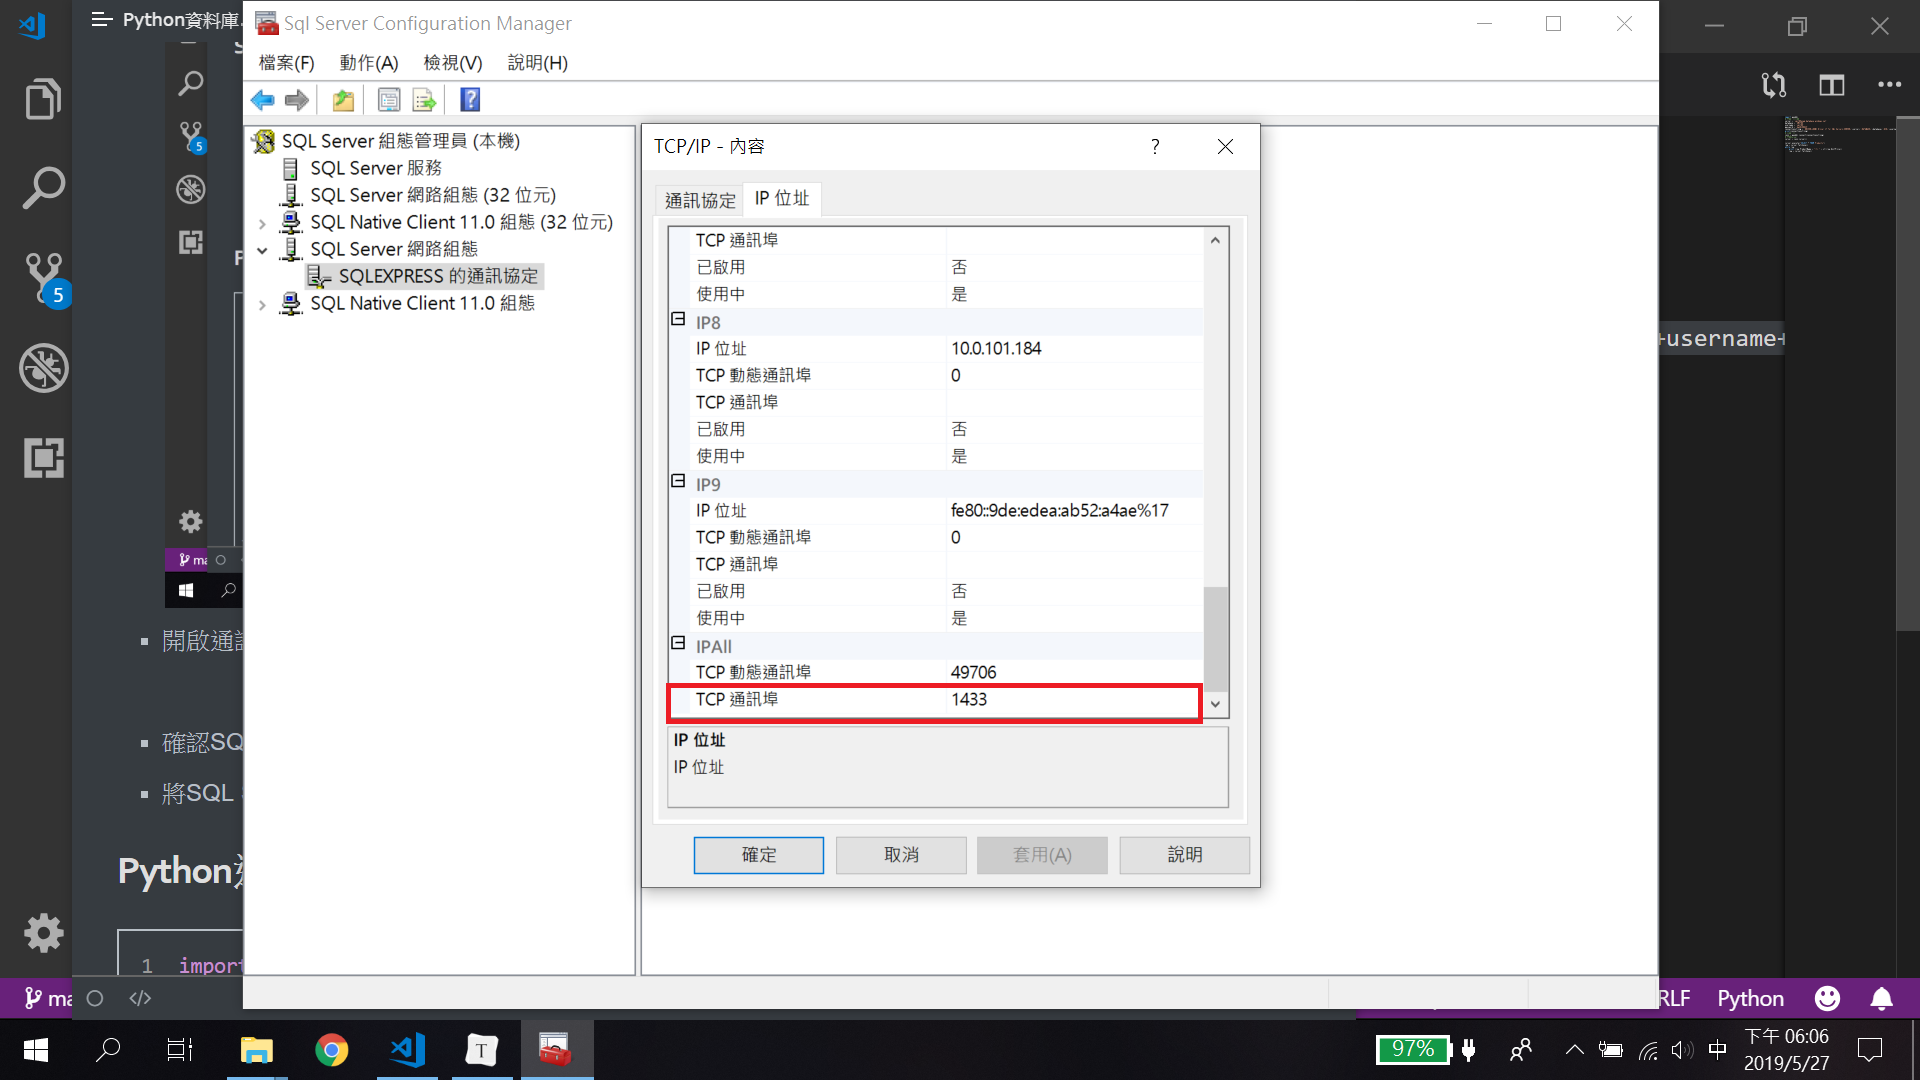 Python資料庫
Sql Server Configuration Manager
檔案(F) 動作(A) 檢視(V) 說明(H)
SQL Server 組態管理員 (本機)
SQL Server 服務
SQL Server 網路組態 (32 位元)
SQL Native Client 11.0 組態 (32 位元)
SQL Server 網路組態
SQLEXPRESS 的通訊協定
SQL Native Client 11.0 組態
TCP/IP - 內容
?
通訊協定 IP 位址
TCP 通訊埠
已啟用 否
使用中 是
IP8
IP 位址 10.0.101.184
TCP 動態通訊埠 0
TCP 通訊埠
已啟用 否
使用中 是
IP9
IP 位址 fe80::9de:edea:ab52:a4ae%17
TCP 動態通訊埠 0
TCP 通訊埠
已啟用 否
使用中 是
IPAll
TCP 動態通訊埠 49706
TCP 通訊埠 1433
IP 位址
IP 位址
確定 取消 套用(A) 說明
5
5
ma
開啟通
確認SQ
將SQL
Python
1 import
+username+
ma </> RLF Python
T 97% 中 下午 06:06
2019/5/27